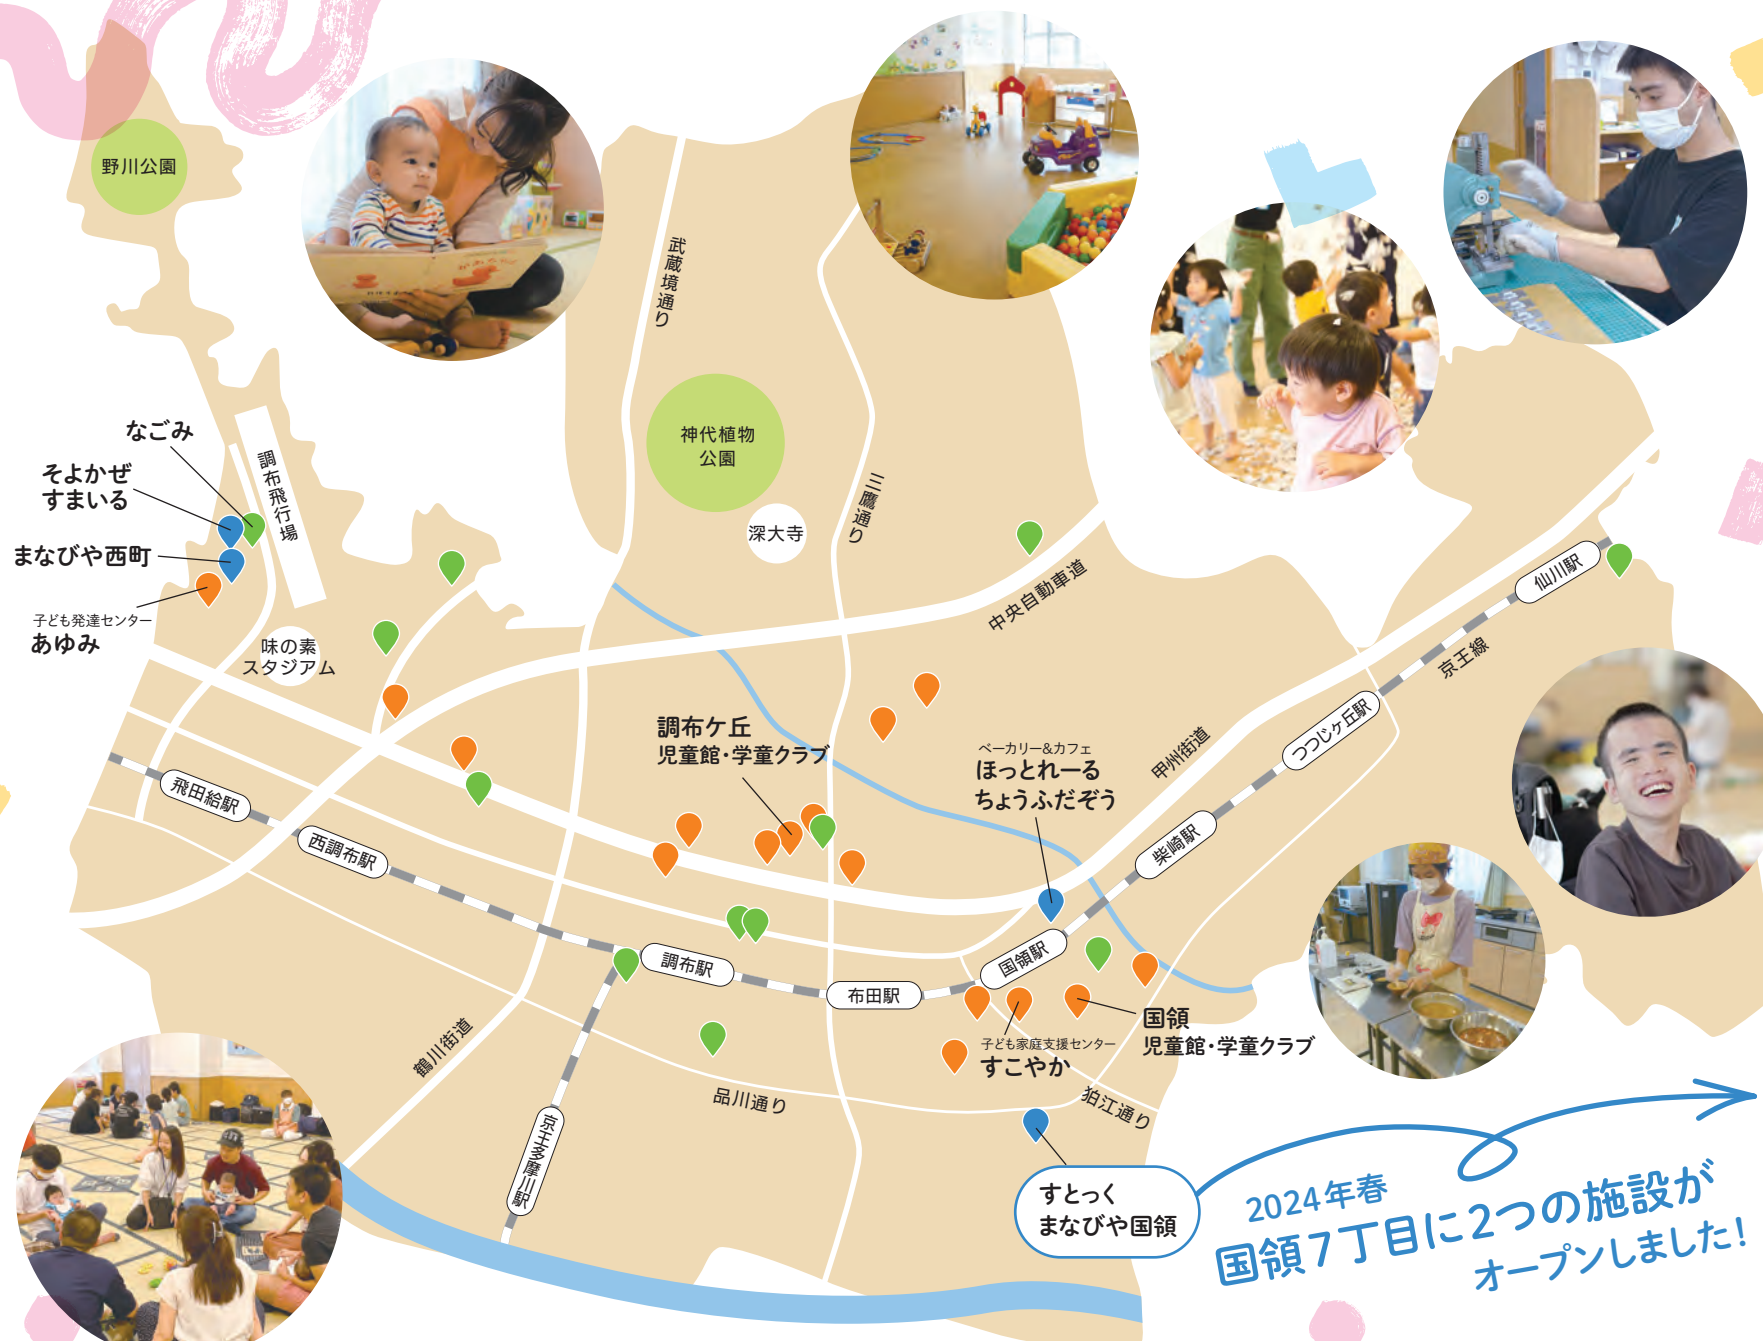 野川公園
武蔵境通り
神代植物
公園
三鷹通り
深大寺
なごみ
そよかぜ
すまいる
まなびや西町
子ども発達センター
あゆみ
調布飛行場
味の素
スタジアム
中央自動車道
仙川駅
京王線
つつじヶ丘駅
甲州街道
柴崎駅
調布ケ丘
児童館・学童クラブ
ベーカリー&カフェ
ほっとれーる
ちょうふだぞう
飛田給駅
西調布駅
調布駅
布田駅
国領駅
国領
児童館・学童クラブ
子ども家庭支援センター
すこやか
鶴川街道
品川通り
狛江通り
京王多摩川駅
すとっく
まなびや国領
2024年春
国領7丁目に2つの施設が
オープンしました!